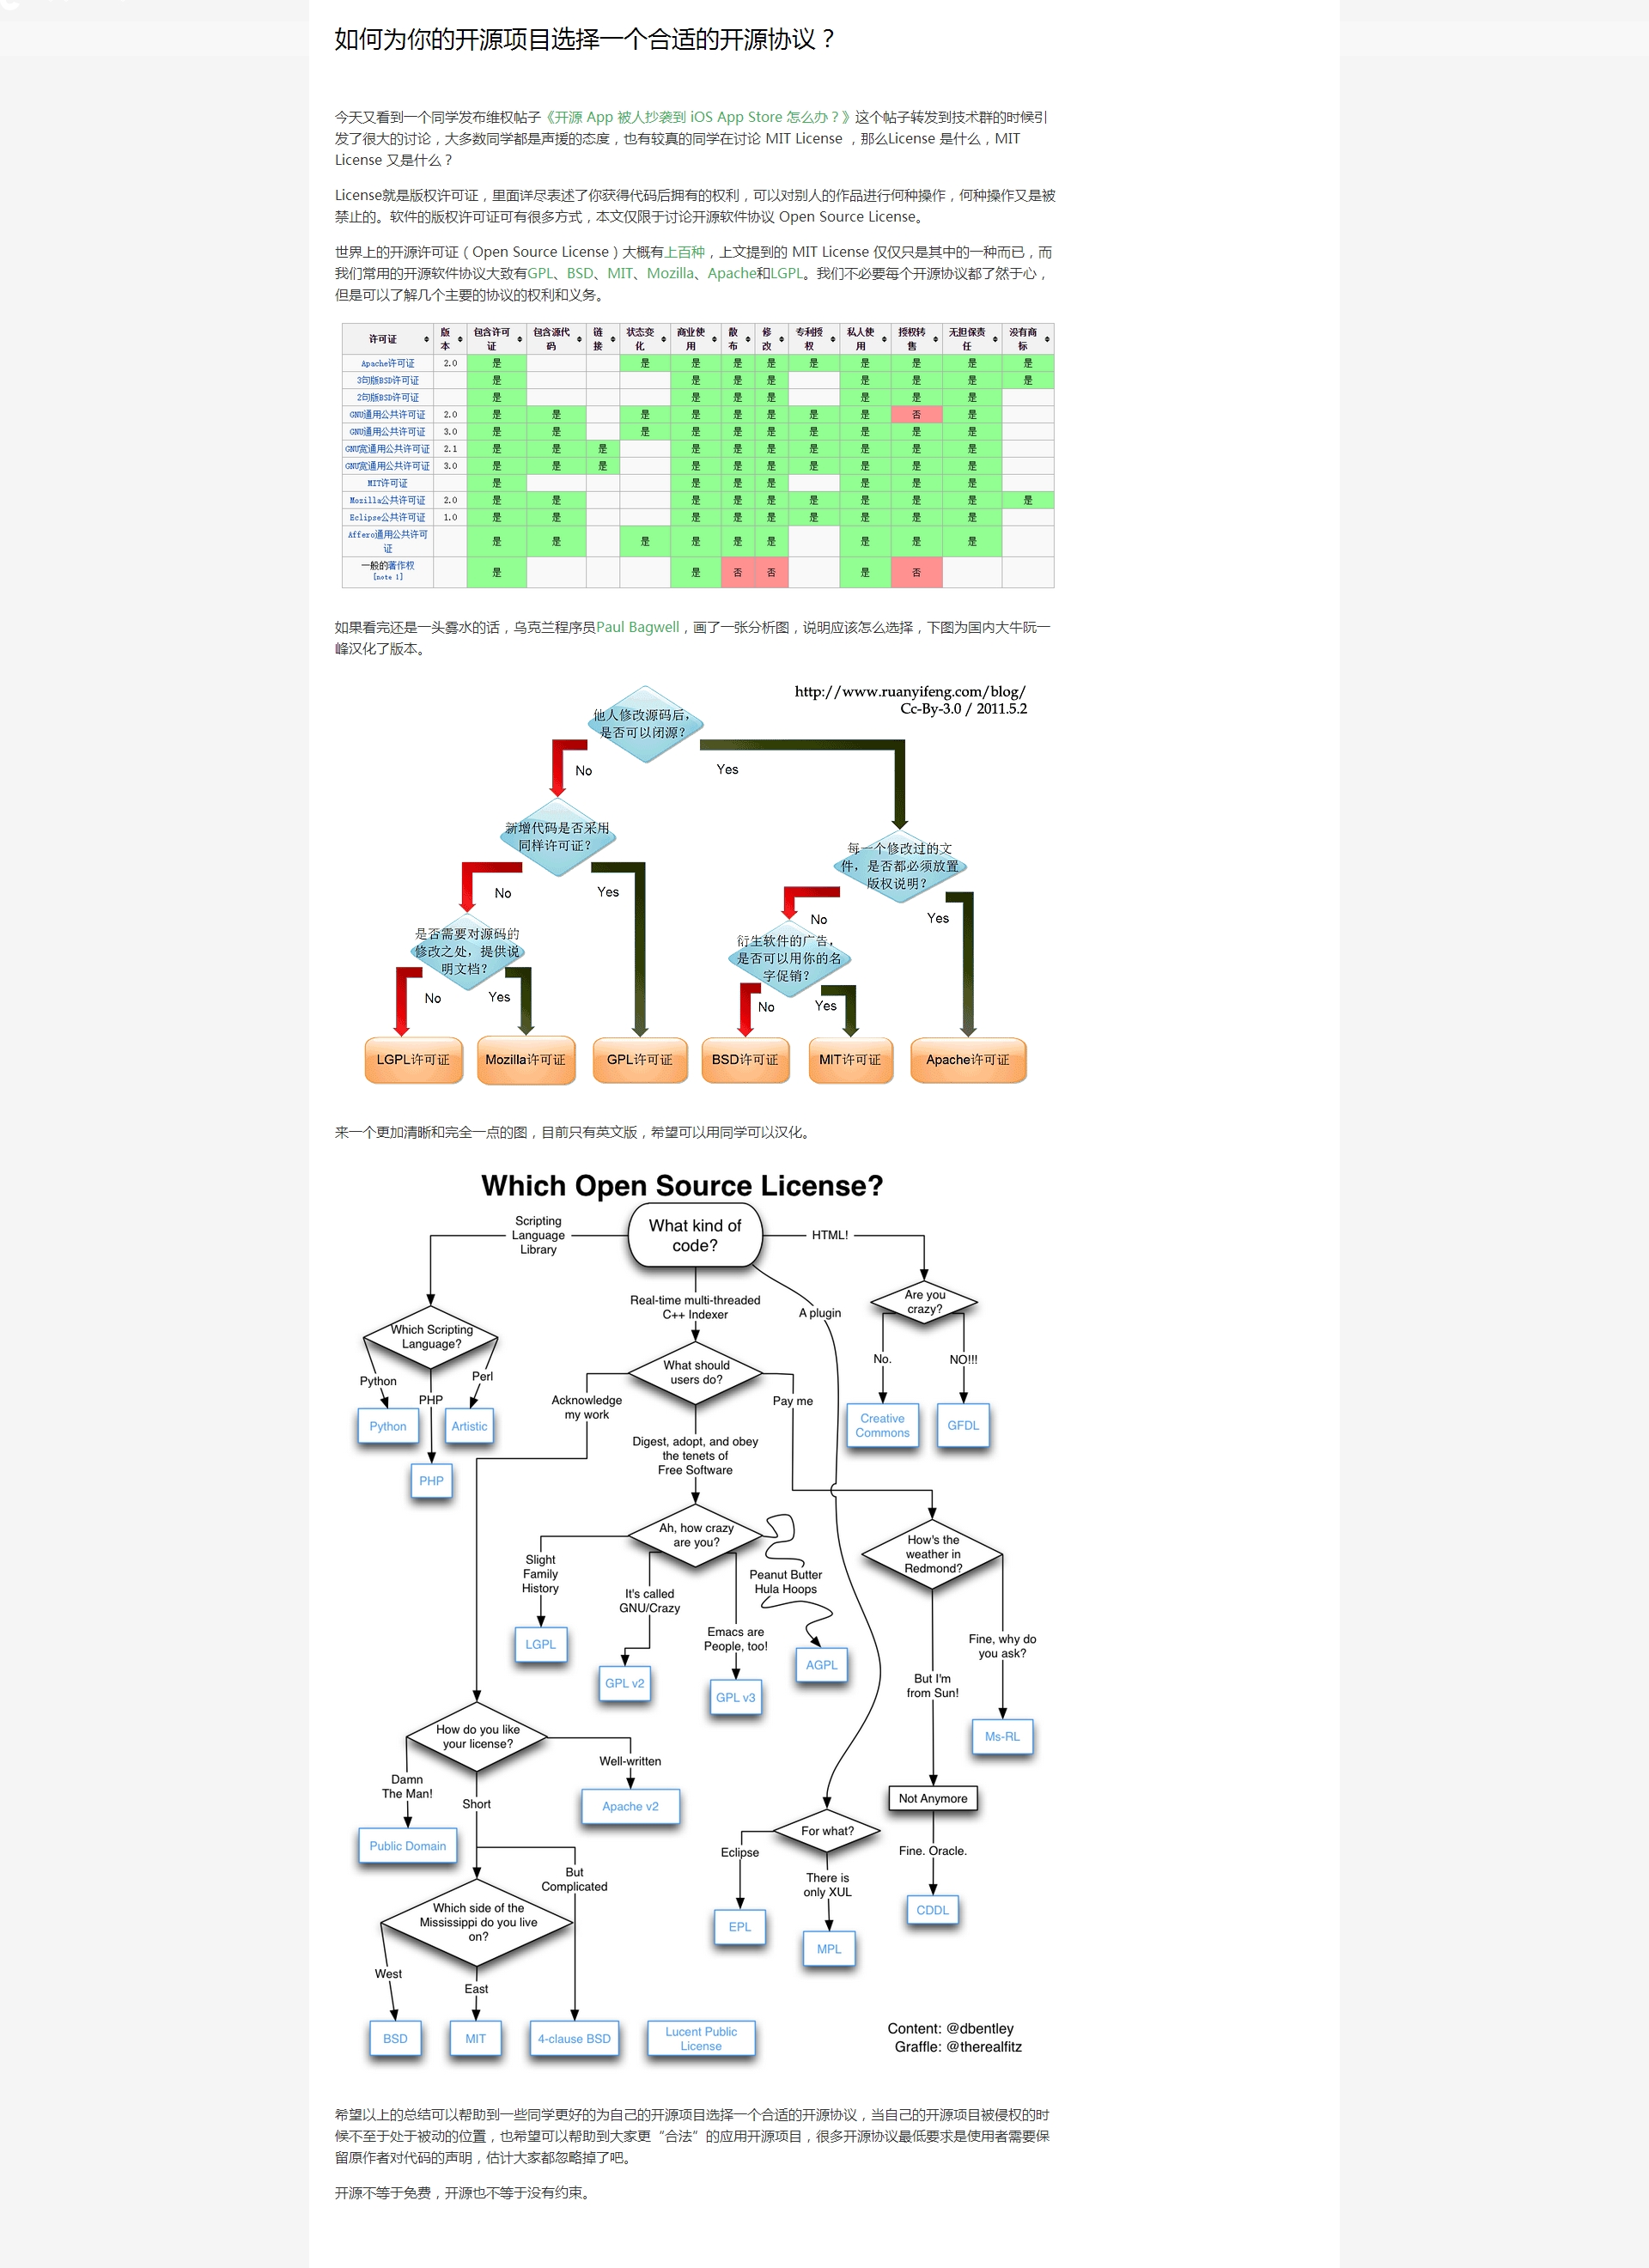 如何为你的开源项目选择一个合适的开源协议？
今天又看到一个同学发布维权帖子《开源 App 被人抄袭到 iOS App Store 怎么办？》这个帖子转发到技术群的时候引
发了很大的讨论，大多数同学都是声援的态度，也有较真的同学在讨论 MIT License ，那么License 是什么，MIT
License 又是什么？
License就是版权许可证，里面详尽表述了你获得代码后拥有的权利，可以对别人的作品进行何种操作，何种操作又是被
禁止的。软件的版权许可证可有很多方式，本文仅限于讨论开源软件协议 Open Source License。
世界上的开源许可证（Open Source License）大概有上百种，上文提到的 MIT License 仅仅只是其中的一种而已，而
我们常用的开源软件协议大致有GPL、BSD、MIT、Mozilla、Apache和LGPL。我们不必要每个开源协议都了然于心，
但是可以了解几个主要的协议的权利和义务。
许可证 版本 包含许可证 包含源代码 链接 状态变化 商业使用 散布 修改 专利授权 私人使用 授权转售 无担保责任 没有商标
Apache许可证 2.0 是 是 是 是 是 是 是 是 是 是
3句版BSD许可证 是 是 是 是 是 是 是 是
2句版BSD许可证 是 是 是 是 是 是 是
GNU通用公共许可证 2.0 是 是 是 是 是 是 是 是 否 是
GNU通用公共许可证 3.0 是 是 是 是 是 是 是 是 是 是
GNU宽通用公共许可证 2.1 是 是 是 是 是 是 是 是 是 是
GNU宽通用公共许可证 3.0 是 是 是 是 是 是 是 是 是 是
MIT许可证 是 是 是 是 是 是 是
Mozilla公共许可证 2.0 是 是 是 是 是 是 是 是 是 是
Eclipse公共许可证 1.0 是 是 是 是 是 是 是 是 是
Affero通用公共许可证 是 是 是 是 是 是 是 是 是
一般的著作权 [note 1] 是 是 否 否 是 否
如果看完还是一头雾水的话，乌克兰程序员Paul Bagwell，画了一张分析图，说明应该怎么选择，下图为国内大牛阮一
峰汉化了版本。
http://www.ruanyifeng.com/blog/
Cc-By-3.0 / 2011.5.2
他人修改源码后，
是否可以闭源？
No
Yes
新增代码是否采用
同样许可证？
每一个修改过的文
件，是否都必须放置
版权说明？
No
Yes
No
Yes
是否需要对源码的
修改之处，提供说
明文档？
衍生软件的广告，
是否可以用你的名
字促销？
No
Yes
No
Yes
LGPL许可证
Mozilla许可证
GPL许可证
BSD许可证
MIT许可证
Apache许可证
来一个更加清晰和完全一点的图，目前只有英文版，希望可以用同学可以汉化。
Which Open Source License?
What kind of
code?
Scripting
Language
Library
HTML!
Real-time multi-threaded
C++ Indexer
A plugin
Are you
crazy?
Which Scripting
Language?
What should
users do?
No.
NO!!!
Python
PHP
Perl
Acknowledge
my work
Pay me
Python
Artistic
Creative
Commons
GFDL
Digest, adopt, and obey
the tenets of
Free Software
PHP
Ah, how crazy
are you?
How's the
weather in
Redmond?
Slight
Family
History
It's called
GNU/Crazy
Emacs are
People, too!
Peanut Butter
Hula Hoops
LGPL
GPL v2
GPL v3
AGPL
Fine, why do
you ask?
But I'm
from Sun!
Ms-RL
How do you like
your license?
Well-written
Damn
The Man!
Short
Apache v2
Not Anymore
Public Domain
For what?
Eclipse
There is
only XUL
Fine. Oracle.
But
Complicated
Which side of the
Mississippi do you live
on?
EPL
MPL
CDDL
West
East
BSD
MIT
4-clause BSD
Lucent Public
License
Content: @dbentley
Graffle: @therealfitz
希望以上的总结可以帮助到一些同学更好的为自己的开源项目选择一个合适的开源协议，当自己的开源项目被侵权的时
候不至于处于被动的位置，也希望可以帮助到大家更“合法”的应用开源项目，很多开源协议最低要求是使用者需要保
留原作者对代码的声明，估计大家都忽略掉了吧。
开源不等于免费，开源也不等于没有约束。